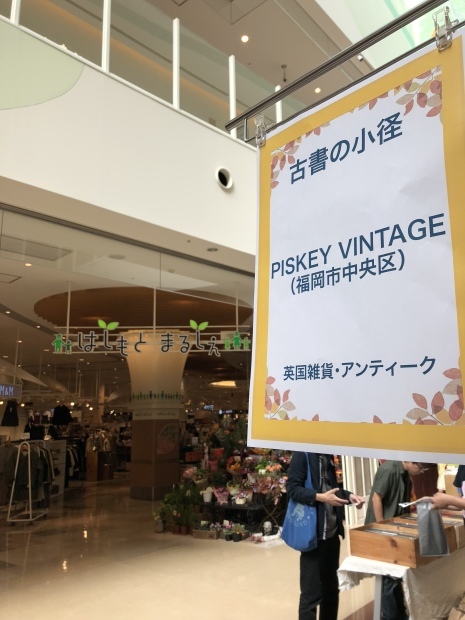 古書の小径
PISKEY VINTAGE
(福岡市中央区)
英国雑貨・アンティーク
はしもと まるしぇ
M&M